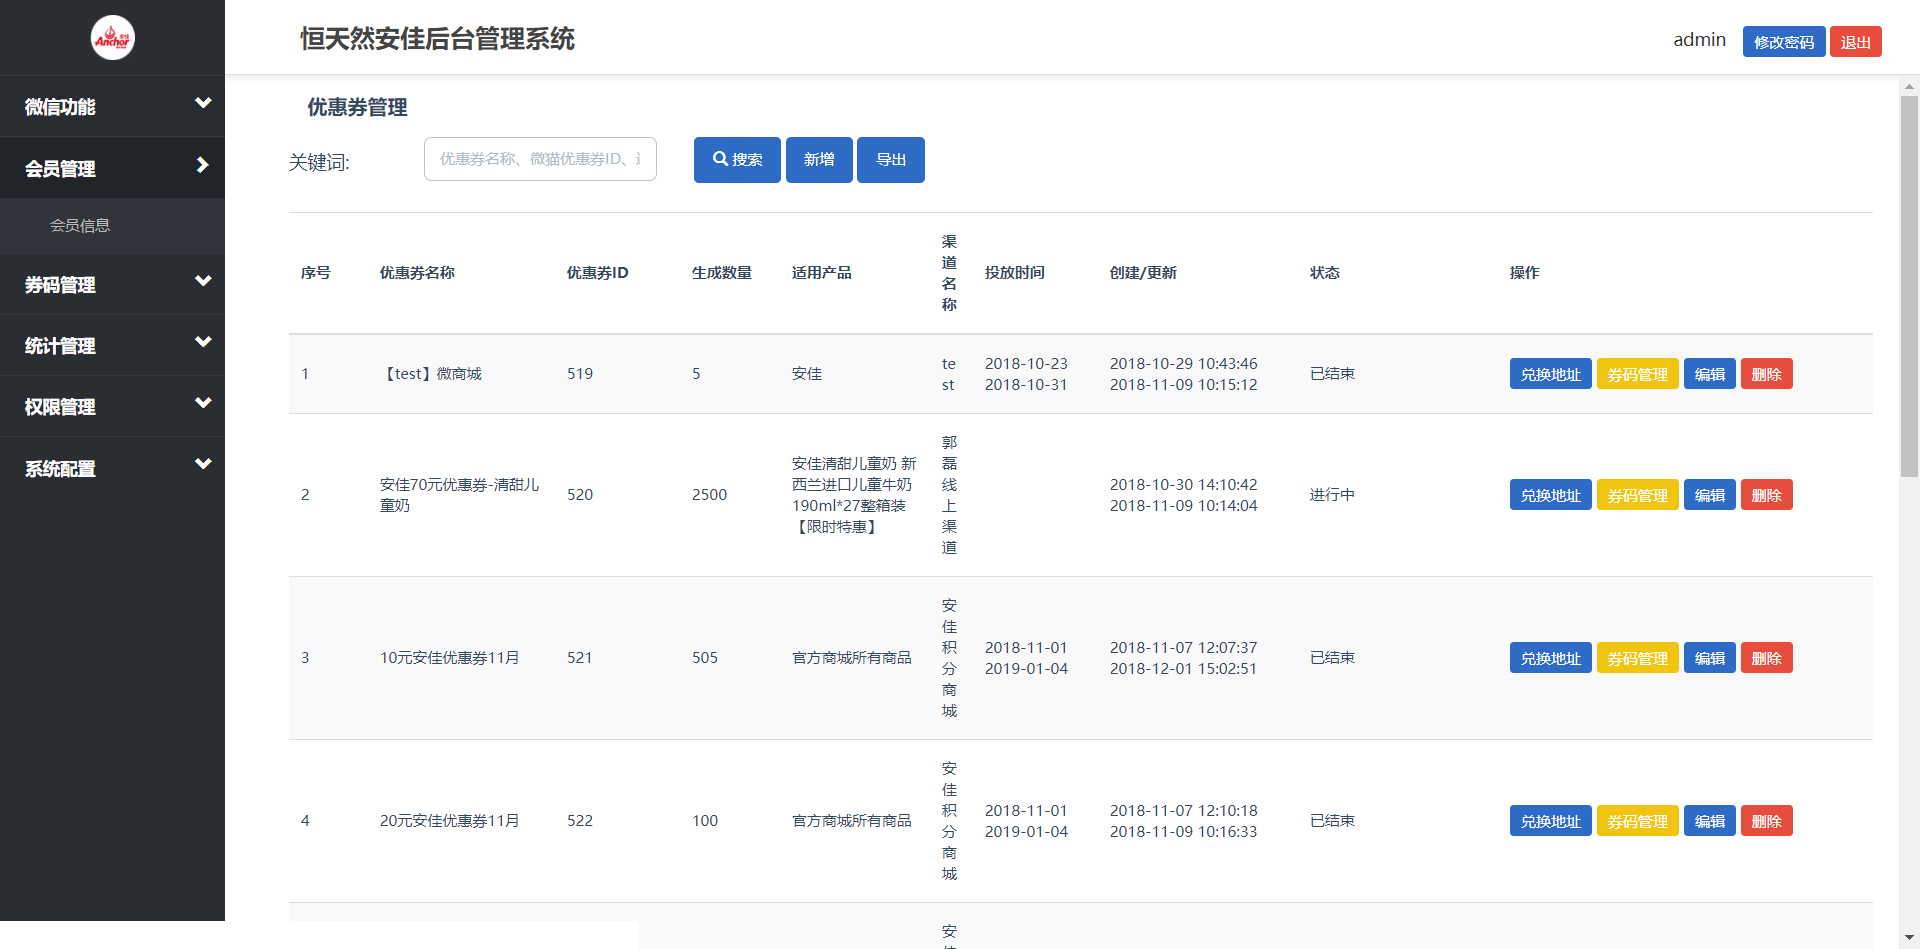 安佳
Anchor
恒天然安佳后台管理系统
admin
修改密码
退出
微信功能
会员管理
会员信息
券码管理
统计管理
权限管理
系统配置
优惠券管理
关键词:
优惠券名称、微猫优惠券ID、
搜索
新增
导出
序号
优惠券名称
优惠券ID
生成数量
适用产品
渠
道
名
称
投放时间
创建/更新
状态
操作
1
【test】微商城
519
5
安佳
te
st
2018-10-23
2018-10-31
2018-10-29 10:43:46
2018-11-09 10:15:12
已结束
兑换地址
券码管理
编辑
删除
2
安佳70元优惠券-清甜儿
童奶
520
2500
安佳清甜儿童奶 新
西兰进口儿童牛奶
190ml*27整箱装
【限时特惠】
郭
磊
线
上
渠
道
2018-10-30 14:10:42
2018-11-09 10:14:04
进行中
兑换地址
券码管理
编辑
删除
3
10元安佳优惠券11月
521
505
官方商城所有商品
安
佳
积
分
商
城
2018-11-01
2019-01-04
2018-11-07 12:07:37
2018-12-01 15:02:51
已结束
兑换地址
券码管理
编辑
删除
4
20元安佳优惠券11月
522
100
官方商城所有商品
安
佳
积
分
商
城
2018-11-01
2019-01-04
2018-11-07 12:10:18
2018-11-09 10:16:33
已结束
兑换地址
券码管理
编辑
删除
安